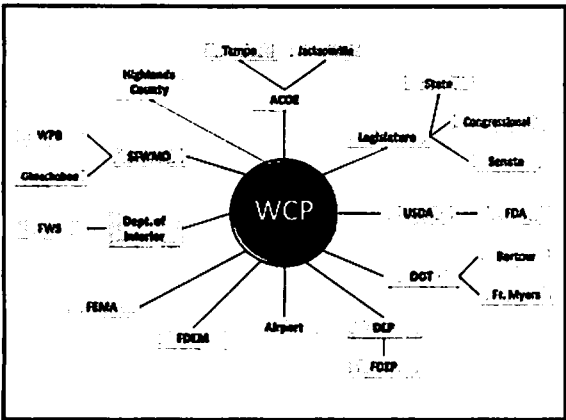 Tampa
Jacksonville
Highlands
County
ACOE
State
Congressional
Legislature
Senate
WPB
SFWMD
Okeechobee
WCP
USDA
FDA
FWS
Dept. of
Interior
Bartow
DOT
Ft. Myers
FEMA
FDEM
Airport
DEP
FDEP